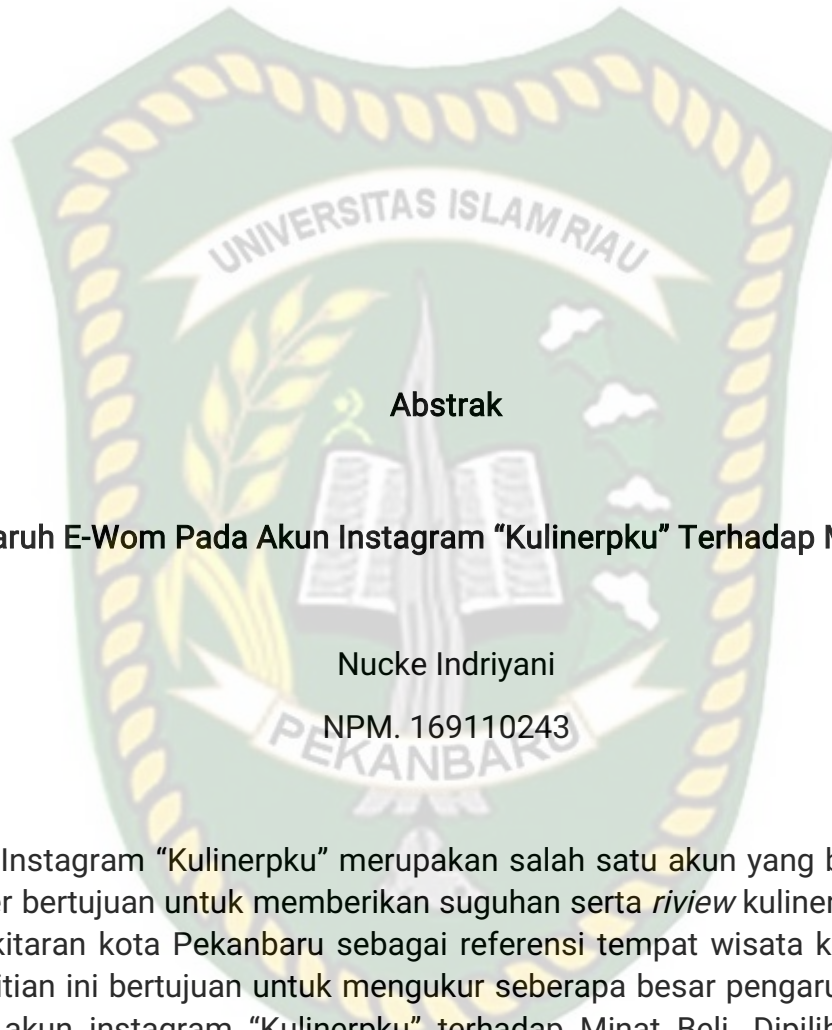 UNIVERSITAS ISLAM RIAU
Abstrak
aruh E-Wom Pada Akun Instagram “Kulinerpku” Terhadap M
Nucke Indriyani
NPM. 169110243
PEKANBARU
Instagram “Kulinerpku” merupakan salah satu akun yang b
er bertujuan untuk memberikan suguhan serta riview kuliner
kitaran kota Pekanbaru sebagai referensi tempat wisata k
itian ini bertujuan untuk mengukur seberapa besar pengaru
akun instagram “Kulinerpku” terhadap Minat Beli.